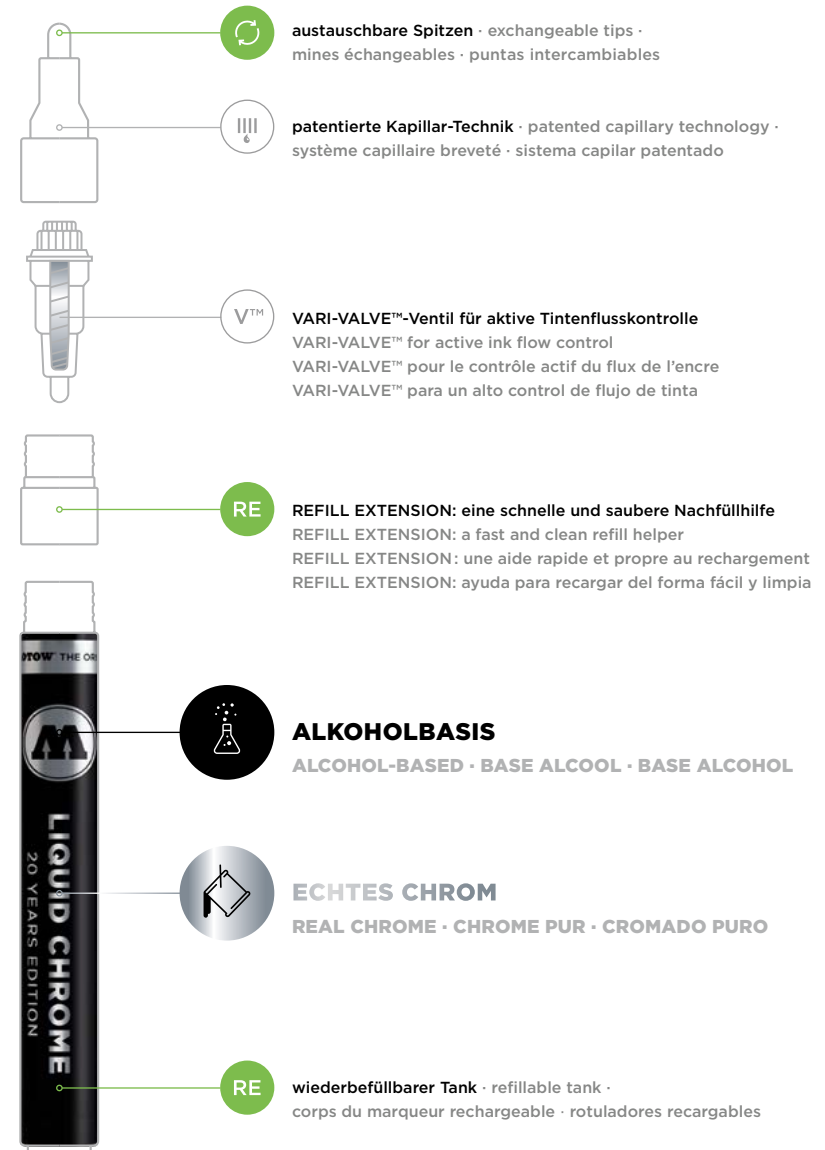 austauschbare Spitzen · exchangeable tips ·
mines échangeables · puntas intercambiables
patentierte Kapillar-Technik · patented capillary technology ·
système capillaire breveté · sistema capilar patentado
V™
VARI-VALVE™-Ventil für aktive Tintenflusskontrolle
VARI-VALVE™ for active ink flow control
VARI-VALVE™ pour le contrôle actif du flux de l’encre
VARI-VALVE™ para un alto control de flujo de tinta
RE
REFILL EXTENSION: eine schnelle und saubere Nachfüllhilfe
REFILL EXTENSION: a fast and clean refill helper
REFILL EXTENSION: une aide rapide et propre au rechargement
REFILL EXTENSION: ayuda para recargar del forma fácil y limpia
OTOW™ THE ORI
M
ALKOHOLBASIS
ALCOHOL-BASED · BASE ALCOOL · BASE ALCOHOL
LIQUID CHROME
20 YEARS EDITION
ECHTES CHROM
REAL CHROME · CHROME PUR · CROMADO PURO
RE
wiederbefüllbarer Tank · refillable tank ·
corps du marqueur rechargeable · rotuladores recargables